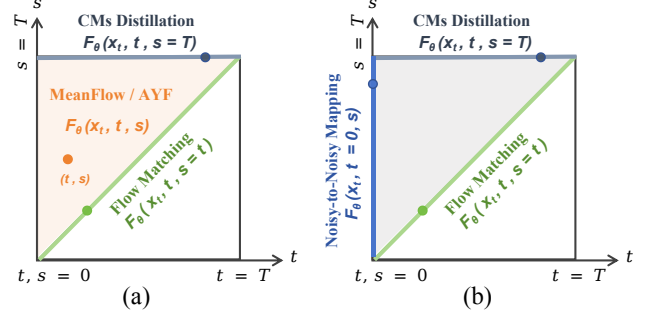 s
s = T
CMs Distillation
F_θ(x_t, t, s = T)
MeanFlow / AYF
F_θ(x_t, t, s)
(t, s)
Flow Matching
F_θ(x_t, t, s = t)
t
t, s = 0
t = T
(a)
s
s = T
CMs Distillation
F_θ(x_t, t, s = T)
Noisy-to-Noisy Mapping
F_θ(x_t, t = 0, s)
Flow Matching
F_θ(x_t, t, s = t)
t
t, s = 0
t = T
(b)